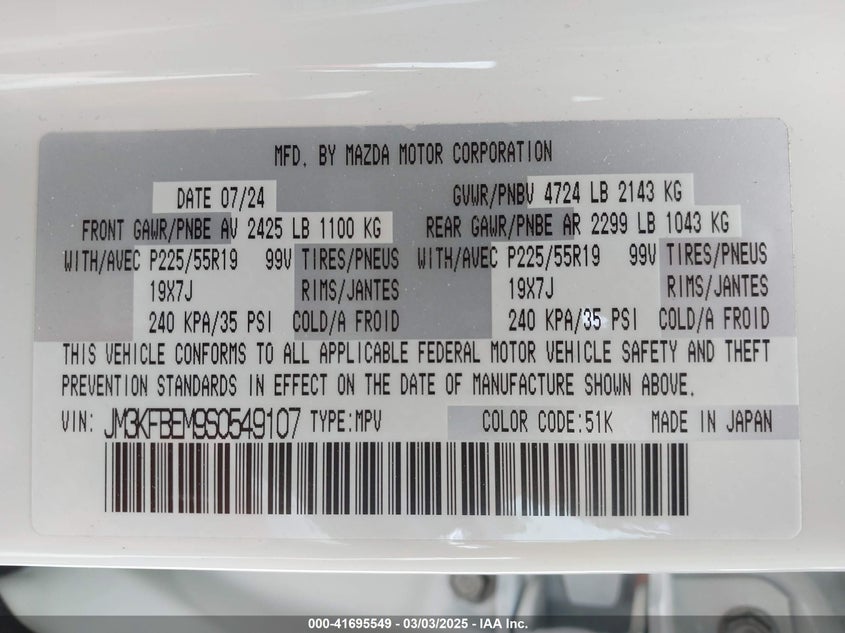 MFD. BY MAZDA MOTOR CORPORATION
DATE 07/24 GVWR/PNBV 4724 LB 2143 KG
FRONT GAWR/PNBE AV 2425 LB 1100 KG REAR GAWR/PNBE AR 2299 LB 1043 KG
WITH/AVEC P225/55R19 99V TIRES/PNEUS WITH/AVEC P225/55R19 99V TIRES/PNEUS
19X7J RIMS/JANTES 19X7J RIMS/JANTES
240 KPA/35 PSI COLD/A FROID 240 KPA/35 PSI COLD/A FROID
THIS VEHICLE CONFORMS TO ALL APPLICABLE FEDERAL MOTOR VEHICLE SAFETY AND THEFT
PREVENTION STANDARDS IN EFFECT ON THE DATE OF MANUFACTURE SHOWN ABOVE.
VIN: JM3KFBEM9S0549107 TYPE:MPV COLOR CODE:51K MADE IN JAPAN
000-41695549 - 03/03/2025 - © IAA Inc.